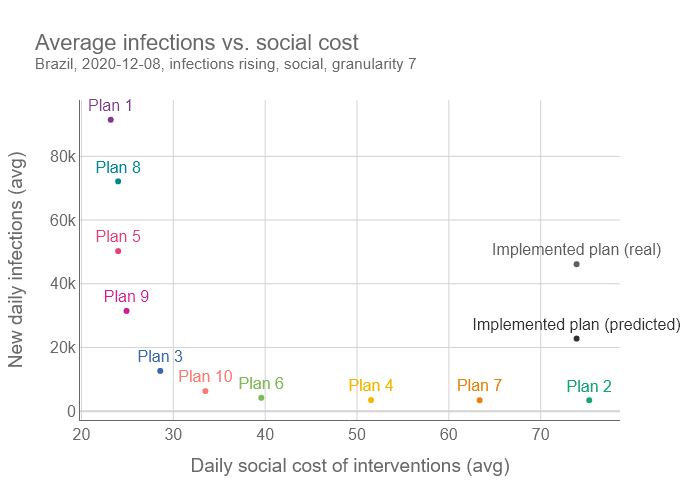 Average infections vs. social cost
Brazil, 2020-12-08, infections rising, social, granularity 7
New daily infections (avg)
Plan 1
80k
Plan 8
60k
Plan 5
Implemented plan (real)
40k
Plan 9
Implemented plan (predicted)
20k
Plan 3
Plan 10
Plan 6
Plan 4
Plan 7
Plan 2
0
20
30
40
50
60
70
Daily social cost of interventions (avg)